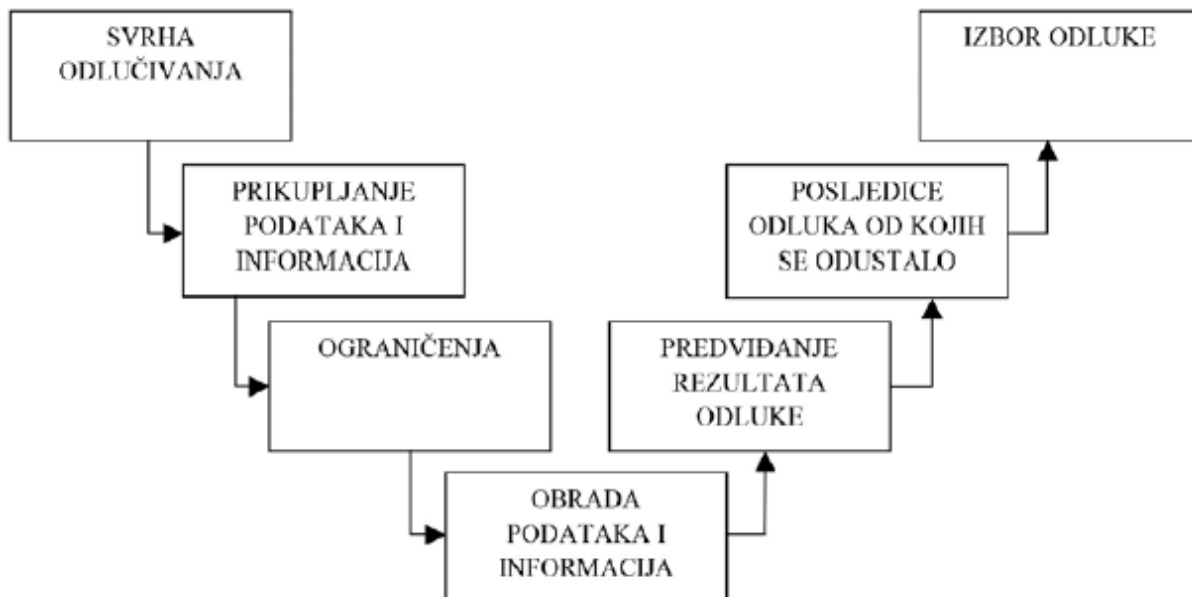 SVRHA
ODLUČIVANJA
PRIKUPLJANJE
PODATAKA I
INFORMACIJA
OGRANIČENJA
OBRADA
PODATAKA I
INFORMACIJA
PREDVIĐANJE
REZULTATA
ODLUKE
POSLJEDICE
ODLUKA OD KOJIH
SE ODUSTALO
IZBOR ODLUKE